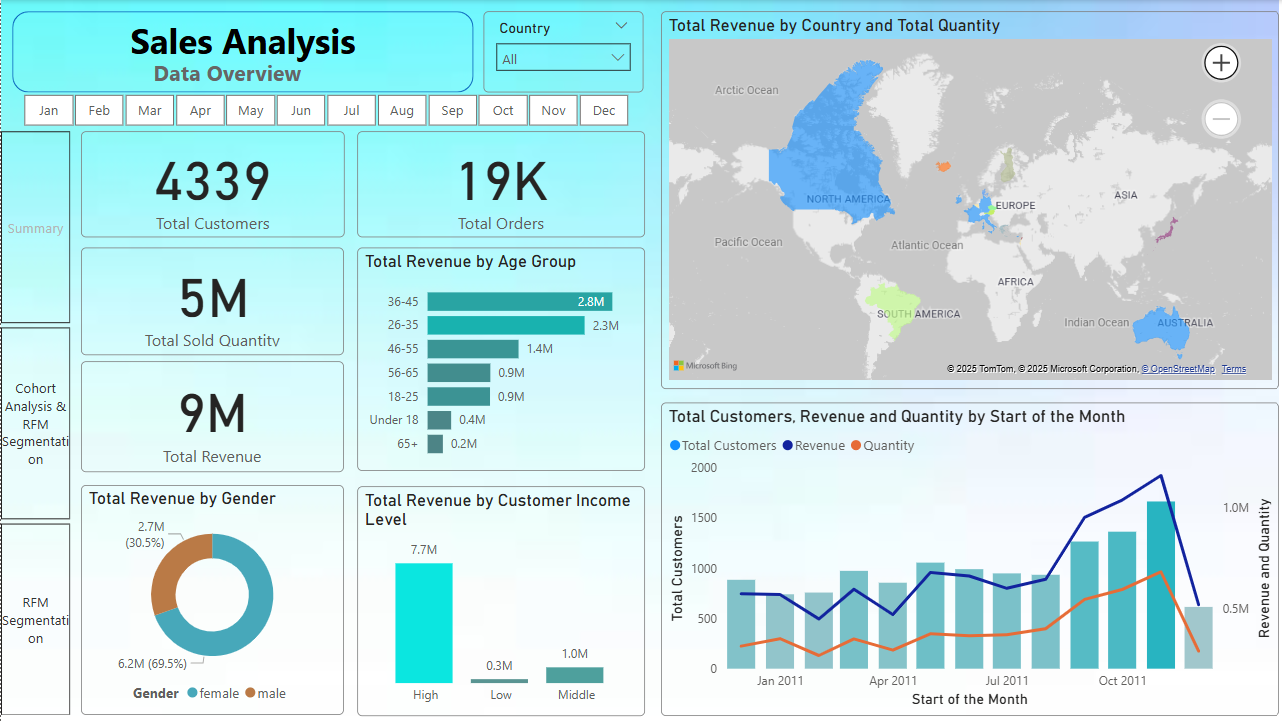 Sales Analysis
Data Overview
Country
All
Jan Feb Mar Apr May Jun Jul Aug Sep Oct Nov Dec
Summary
Cohort
Analysis &
RFM
Segmentati
on
RFM
Segmentati
on
4339
Total Customers
19K
Total Orders
5M
Total Sold Quantity
9M
Total Revenue
Total Revenue by Age Group
36-45 2.8M
26-35 2.3M
46-55 1.4M
56-65 0.9M
18-25 0.9M
Under 18 0.4M
65+ 0.2M
Total Revenue by Gender
2.7M
(30.5%)
6.2M (69.5%)
Gender female male
Total Revenue by Customer Income
Level
7.7M
0.3M
1.0M
High Low Middle
Total Revenue by Country and Total Quantity
Arctic Ocean
NORTH AMERICA
EUROPE
ASIA
Pacific Ocean
Atlantic Ocean
AFRICA
SOUTH AMERICA
Indian Ocean
AUSTRALIA
Microsoft Bing
© 2025 TomTom, © 2025 Microsoft Corporation, © OpenStreetMap Terms
Total Customers, Revenue and Quantity by Start of the Month
Total Customers Revenue Quantity
2000
1500
1000
500
0
Total Customers
1.0M
0.5M
Revenue and Quantity
Jan 2011 Apr 2011 Jul 2011 Oct 2011
Start of the Month